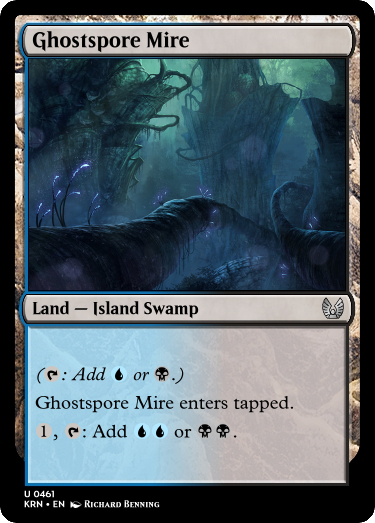 Ghostspore Mire
Land — Island Swamp
(: Add or .)
Ghostspore Mire enters tapped.
1, : Add or .
U 0461
KRN • EN Richard Benning